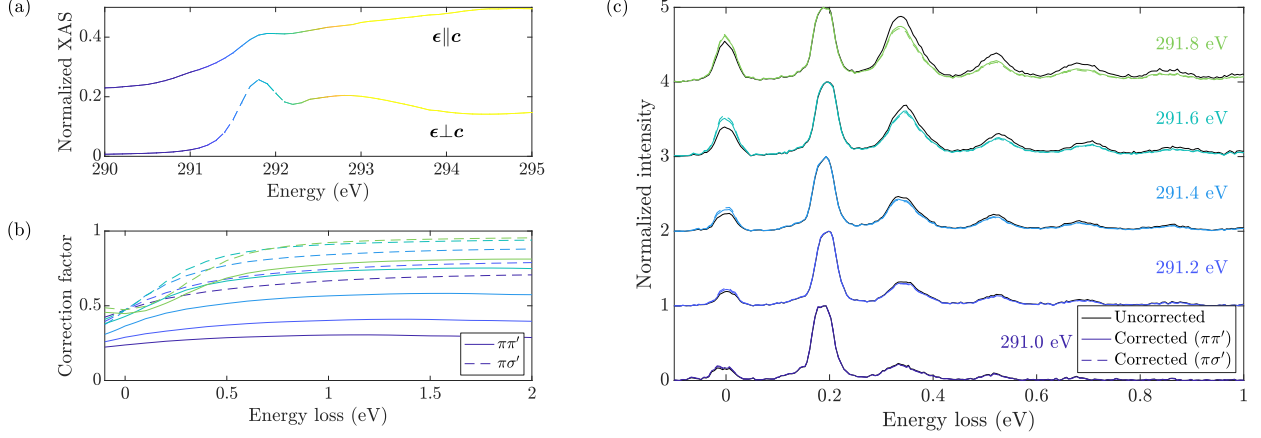 (a)
Normalized XAS
0.4
0.2
0
ϵ∥c
ϵ⊥c
290
291
292
293
294
295
Energy (eV)
(b)
Correction factor
1
0.5
0
ππ′
πσ′
0
0.5
1
1.5
2
Energy loss (eV)
(c)
Normalized intensity
5
4
3
2
1
0
291.8 eV
291.6 eV
291.4 eV
291.2 eV
291.0 eV
Uncorrected
Corrected (ππ′)
Corrected (πσ′)
0
0.2
0.4
0.6
0.8
1
Energy loss (eV)